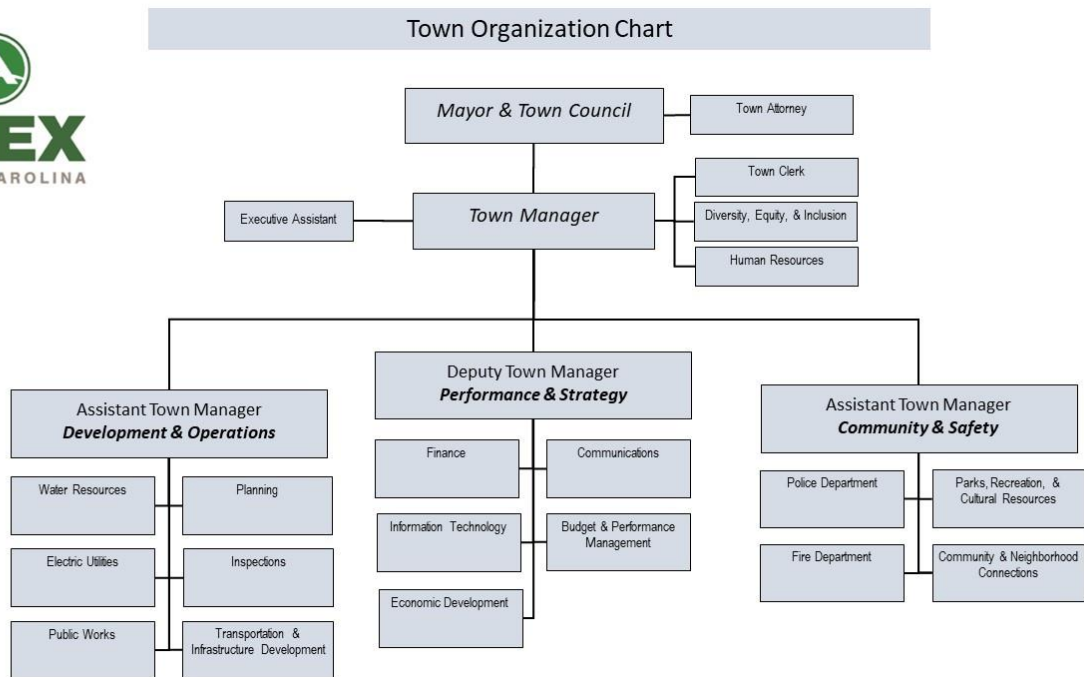 Town Organization Chart
EX
AROLINA
Mayor & Town Council
Town Attorney
Town Clerk
Executive Assistant
Town Manager
Diversity, Equity, & Inclusion
Human Resources
Assistant Town Manager
Development & Operations
Water Resources
Planning
Electric Utilities
Inspections
Public Works
Transportation &
Infrastructure Development
Deputy Town Manager
Performance & Strategy
Finance
Communications
Information Technology
Budget & Performance
Management
Economic Development
Assistant Town Manager
Community & Safety
Police Department
Parks, Recreation, &
Cultural Resources
Fire Department
Community & Neighborhood
Connections